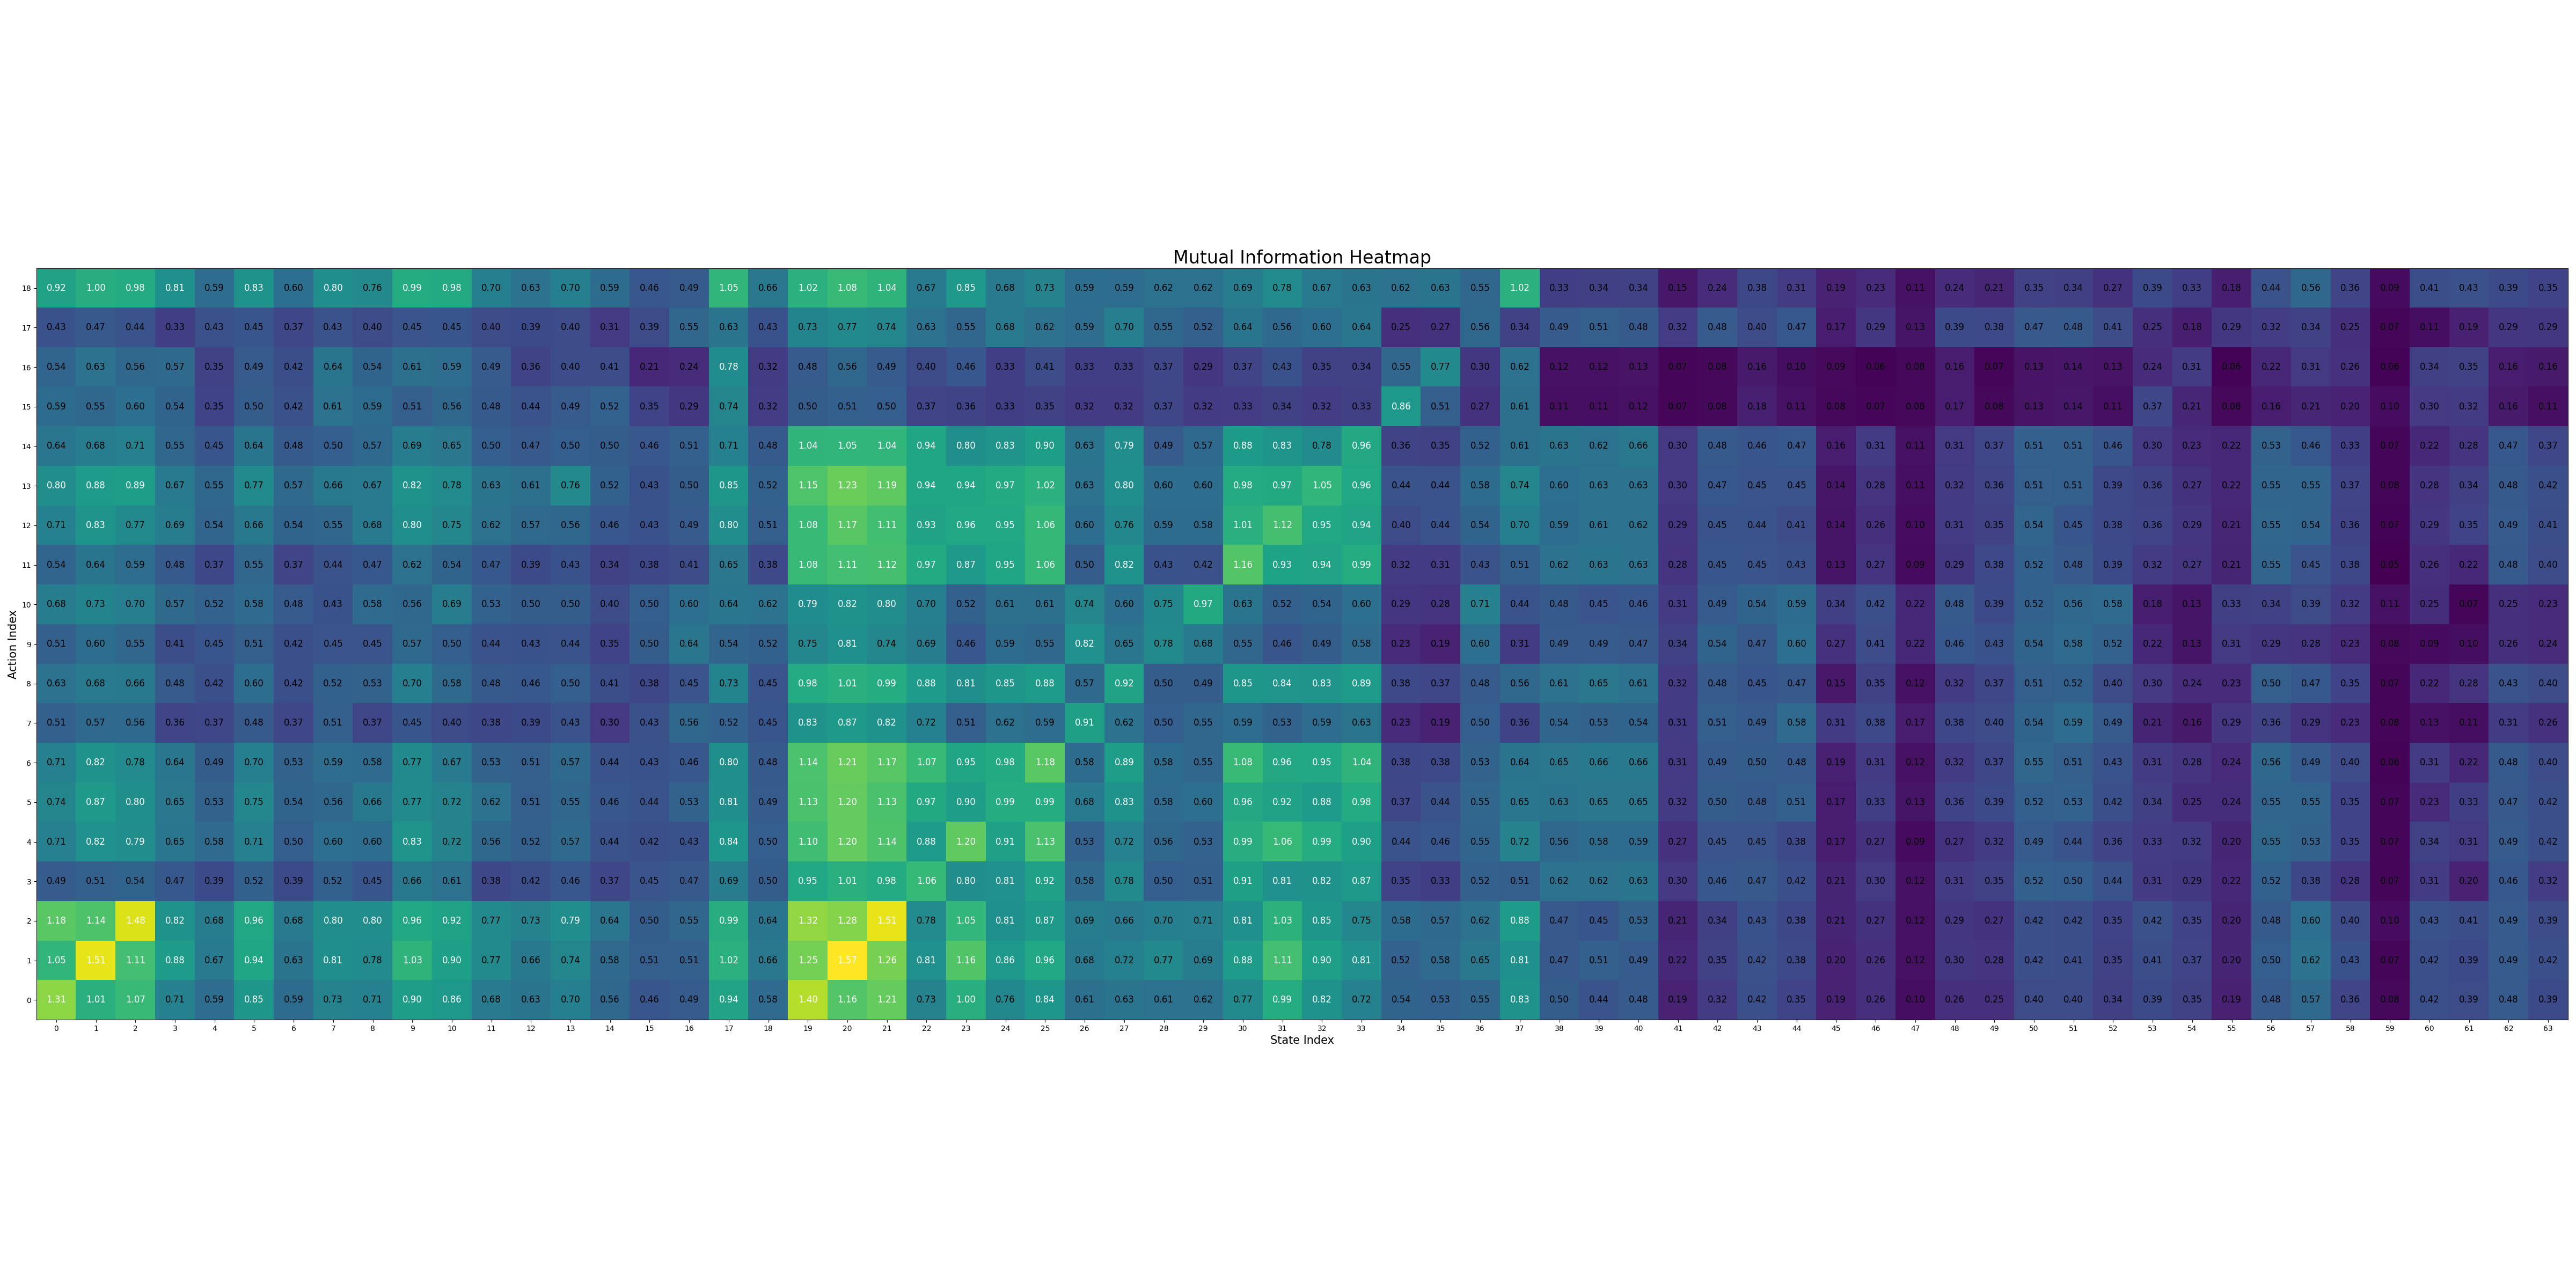 Mutual Information Heatmap
18 0.92 1.00 0.98 0.81 0.59 0.83 0.60 0.80 0.76 0.99 0.98 0.70 0.63 0.70 0.59 0.46 0.49 1.05 0.66 1.02 1.08 1.04 0.67 0.85 0.68 0.73 0.59 0.59 0.62 0.62 0.69 0.78 0.67 0.63 0.62 0.63 0.55 1.02 0.33 0.34 0.34 0.15 0.24 0.38 0.31 0.19 0.23 0.11 0.24 0.21 0.35 0.34 0.27 0.39 0.33 0.18 0.44 0.56 0.36 0.09 0.41 0.43 0.39 0.35
17 0.43 0.47 0.44 0.33 0.43 0.45 0.37 0.43 0.40 0.45 0.45 0.40 0.39 0.40 0.31 0.39 0.55 0.63 0.43 0.73 0.77 0.74 0.63 0.55 0.68 0.62 0.59 0.70 0.55 0.52 0.64 0.56 0.60 0.64 0.25 0.27 0.56 0.34 0.49 0.51 0.48 0.32 0.48 0.40 0.47 0.17 0.29 0.13 0.39 0.38 0.47 0.48 0.41 0.25 0.18 0.29 0.32 0.34 0.25 0.07 0.11 0.19 0.29 0.29
16 0.54 0.63 0.56 0.57 0.35 0.49 0.42 0.64 0.54 0.61 0.59 0.49 0.36 0.40 0.41 0.21 0.24 0.78 0.32 0.48 0.56 0.49 0.40 0.46 0.33 0.41 0.33 0.33 0.37 0.29 0.37 0.43 0.35 0.34 0.55 0.77 0.30 0.62 0.12 0.12 0.13 0.07 0.08 0.16 0.10 0.09 0.06 0.08 0.16 0.07 0.13 0.14 0.13 0.24 0.31 0.06 0.22 0.31 0.26 0.06 0.34 0.35 0.16 0.16
15 0.59 0.55 0.60 0.54 0.35 0.50 0.42 0.61 0.59 0.51 0.56 0.48 0.44 0.49 0.52 0.35 0.29 0.74 0.32 0.50 0.51 0.50 0.37 0.36 0.33 0.35 0.32 0.32 0.37 0.32 0.33 0.34 0.32 0.33 0.86 0.51 0.27 0.61 0.11 0.11 0.12 0.07 0.08 0.18 0.11 0.08 0.07 0.08 0.17 0.08 0.13 0.14 0.11 0.37 0.21 0.08 0.16 0.21 0.20 0.10 0.30 0.32 0.16 0.11
14 0.64 0.68 0.71 0.55 0.45 0.64 0.48 0.50 0.57 0.69 0.65 0.50 0.47 0.50 0.50 0.46 0.51 0.71 0.48 1.04 1.05 1.04 0.94 0.80 0.83 0.90 0.63 0.79 0.49 0.57 0.88 0.83 0.78 0.96 0.36 0.35 0.52 0.61 0.63 0.62 0.66 0.30 0.48 0.46 0.47 0.16 0.31 0.11 0.31 0.37 0.51 0.51 0.46 0.30 0.23 0.22 0.53 0.46 0.33 0.07 0.22 0.28 0.47 0.37
13 0.80 0.88 0.89 0.67 0.55 0.77 0.57 0.66 0.67 0.82 0.78 0.63 0.61 0.76 0.52 0.43 0.50 0.85 0.52 1.15 1.23 1.19 0.94 0.94 0.97 1.02 0.63 0.80 0.60 0.60 0.98 0.97 1.05 0.96 0.44 0.44 0.58 0.74 0.60 0.63 0.63 0.30 0.47 0.45 0.45 0.14 0.28 0.11 0.32 0.36 0.51 0.51 0.39 0.36 0.27 0.22 0.55 0.55 0.37 0.08 0.28 0.34 0.48 0.42
12 0.71 0.83 0.77 0.69 0.54 0.66 0.54 0.55 0.68 0.80 0.75 0.62 0.57 0.56 0.46 0.43 0.49 0.80 0.51 1.08 1.17 1.11 0.93 0.96 0.95 1.06 0.60 0.76 0.59 0.58 1.01 1.12 0.95 0.94 0.40 0.44 0.54 0.70 0.59 0.61 0.62 0.29 0.45 0.44 0.41 0.14 0.26 0.10 0.31 0.35 0.54 0.45 0.38 0.36 0.29 0.21 0.55 0.54 0.36 0.07 0.29 0.35 0.49 0.41
11 0.54 0.64 0.59 0.48 0.37 0.55 0.37 0.44 0.47 0.62 0.54 0.47 0.39 0.43 0.34 0.38 0.41 0.65 0.38 1.08 1.11 1.12 0.97 0.87 0.95 1.06 0.50 0.82 0.43 0.42 1.16 0.93 0.94 0.99 0.32 0.31 0.43 0.51 0.62 0.63 0.63 0.28 0.45 0.45 0.43 0.13 0.27 0.09 0.29 0.38 0.52 0.48 0.39 0.32 0.27 0.21 0.55 0.45 0.38 0.05 0.26 0.22 0.48 0.40
10 0.68 0.73 0.70 0.57 0.52 0.58 0.48 0.43 0.58 0.56 0.69 0.53 0.50 0.50 0.40 0.50 0.60 0.64 0.62 0.79 0.82 0.80 0.70 0.52 0.61 0.61 0.74 0.60 0.75 0.97 0.63 0.52 0.54 0.60 0.29 0.28 0.71 0.44 0.48 0.45 0.46 0.31 0.49 0.54 0.59 0.34 0.42 0.22 0.48 0.39 0.52 0.56 0.58 0.18 0.13 0.33 0.34 0.39 0.32 0.11 0.25 0.07 0.25 0.23
9 0.51 0.60 0.55 0.41 0.45 0.51 0.42 0.45 0.45 0.57 0.50 0.44 0.43 0.44 0.35 0.50 0.64 0.54 0.52 0.75 0.81 0.74 0.69 0.46 0.59 0.55 0.82 0.65 0.78 0.68 0.55 0.46 0.49 0.58 0.23 0.19 0.60 0.31 0.49 0.49 0.47 0.34 0.54 0.47 0.60 0.27 0.41 0.22 0.46 0.43 0.54 0.58 0.52 0.22 0.13 0.31 0.29 0.28 0.23 0.08 0.09 0.10 0.26 0.24
8 0.63 0.68 0.66 0.48 0.42 0.60 0.42 0.52 0.53 0.70 0.58 0.48 0.46 0.50 0.41 0.38 0.45 0.73 0.45 0.98 1.01 0.99 0.88 0.81 0.85 0.88 0.57 0.92 0.50 0.49 0.85 0.84 0.83 0.89 0.38 0.37 0.48 0.56 0.61 0.65 0.61 0.32 0.48 0.45 0.47 0.15 0.35 0.12 0.32 0.37 0.51 0.52 0.40 0.30 0.24 0.23 0.50 0.47 0.35 0.07 0.22 0.28 0.43 0.40
7 0.51 0.57 0.56 0.36 0.37 0.48 0.37 0.51 0.37 0.45 0.40 0.38 0.39 0.43 0.30 0.43 0.56 0.52 0.45 0.83 0.87 0.82 0.72 0.51 0.62 0.59 0.91 0.62 0.50 0.55 0.59 0.53 0.59 0.63 0.23 0.19 0.50 0.36 0.54 0.53 0.54 0.31 0.51 0.49 0.58 0.31 0.38 0.17 0.38 0.40 0.54 0.59 0.49 0.21 0.16 0.29 0.36 0.29 0.23 0.08 0.13 0.11 0.31 0.26
6 0.71 0.82 0.78 0.64 0.49 0.70 0.53 0.59 0.58 0.77 0.67 0.53 0.51 0.57 0.44 0.43 0.46 0.80 0.48 1.14 1.21 1.17 1.07 0.95 0.98 1.18 0.58 0.89 0.58 0.55 1.08 0.96 0.95 1.04 0.38 0.38 0.53 0.64 0.65 0.66 0.66 0.31 0.49 0.50 0.48 0.19 0.31 0.12 0.32 0.37 0.55 0.51 0.43 0.31 0.28 0.24 0.56 0.49 0.40 0.06 0.31 0.22 0.48 0.40
5 0.74 0.87 0.80 0.65 0.53 0.75 0.54 0.56 0.66 0.77 0.72 0.62 0.51 0.55 0.46 0.44 0.53 0.81 0.49 1.13 1.20 1.13 0.97 0.90 0.99 0.99 0.68 0.83 0.58 0.60 0.96 0.92 0.88 0.98 0.37 0.44 0.55 0.65 0.63 0.65 0.65 0.32 0.50 0.48 0.51 0.17 0.33 0.13 0.36 0.39 0.52 0.53 0.42 0.34 0.25 0.24 0.55 0.55 0.35 0.07 0.23 0.33 0.47 0.42
4 0.71 0.82 0.79 0.65 0.58 0.71 0.50 0.60 0.60 0.83 0.72 0.56 0.52 0.57 0.44 0.42 0.43 0.84 0.50 1.10 1.20 1.14 0.88 1.20 0.91 1.13 0.53 0.72 0.56 0.53 0.99 1.06 0.99 0.90 0.44 0.46 0.55 0.72 0.56 0.58 0.59 0.27 0.45 0.45 0.38 0.17 0.27 0.09 0.27 0.32 0.49 0.44 0.36 0.33 0.32 0.20 0.55 0.53 0.35 0.07 0.34 0.31 0.49 0.42
3 0.49 0.51 0.54 0.47 0.39 0.52 0.39 0.52 0.45 0.66 0.61 0.38 0.42 0.46 0.37 0.45 0.47 0.69 0.50 0.95 1.01 0.98 1.06 0.80 0.81 0.92 0.58 0.78 0.50 0.51 0.91 0.81 0.82 0.87 0.35 0.33 0.52 0.51 0.62 0.62 0.63 0.30 0.46 0.47 0.42 0.21 0.30 0.12 0.31 0.35 0.52 0.50 0.44 0.31 0.29 0.22 0.52 0.38 0.28 0.07 0.31 0.20 0.46 0.32
2 1.18 1.14 1.48 0.82 0.68 0.96 0.68 0.80 0.80 0.96 0.92 0.77 0.73 0.79 0.64 0.50 0.55 0.99 0.64 1.32 1.28 1.51 0.78 1.05 0.81 0.87 0.69 0.66 0.70 0.71 0.81 1.03 0.85 0.75 0.58 0.57 0.62 0.88 0.47 0.45 0.53 0.21 0.34 0.43 0.38 0.21 0.27 0.12 0.29 0.27 0.42 0.42 0.35 0.42 0.35 0.20 0.48 0.60 0.40 0.10 0.43 0.41 0.49 0.39
1 1.05 1.51 1.11 0.88 0.67 0.94 0.63 0.81 0.78 1.03 0.90 0.77 0.66 0.74 0.58 0.51 0.51 1.02 0.66 1.25 1.57 1.26 0.81 1.16 0.86 0.96 0.68 0.72 0.77 0.69 0.88 1.11 0.90 0.81 0.52 0.58 0.65 0.81 0.47 0.51 0.49 0.22 0.35 0.42 0.38 0.20 0.26 0.12 0.30 0.28 0.42 0.41 0.35 0.41 0.37 0.20 0.50 0.62 0.43 0.07 0.42 0.39 0.49 0.42
0 1.31 1.01 1.07 0.71 0.59 0.85 0.59 0.73 0.71 0.90 0.86 0.68 0.63 0.70 0.56 0.46 0.49 0.94 0.58 1.40 1.16 1.21 0.73 1.00 0.76 0.84 0.61 0.63 0.61 0.62 0.77 0.99 0.82 0.72 0.54 0.53 0.55 0.83 0.50 0.44 0.48 0.19 0.32 0.42 0.35 0.19 0.26 0.10 0.26 0.25 0.40 0.40 0.34 0.39 0.35 0.19 0.48 0.57 0.36 0.08 0.42 0.39 0.48 0.39
0 1 2 3 4 5 6 7 8 9 10 11 12 13 14 15 16 17 18 19 20 21 22 23 24 25 26 27 28 29 30 31 32 33 34 35 36 37 38 39 40 41 42 43 44 45 46 47 48 49 50 51 52 53 54 55 56 57 58 59 60 61 62 63
State Index
Action Index